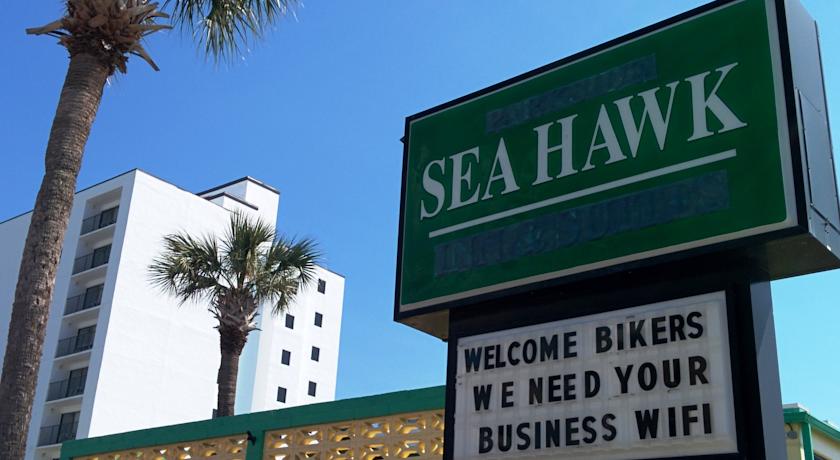 SEA HAWK
WELCOME BIKERS
WE NEED YOUR
BUSINESS WIFI